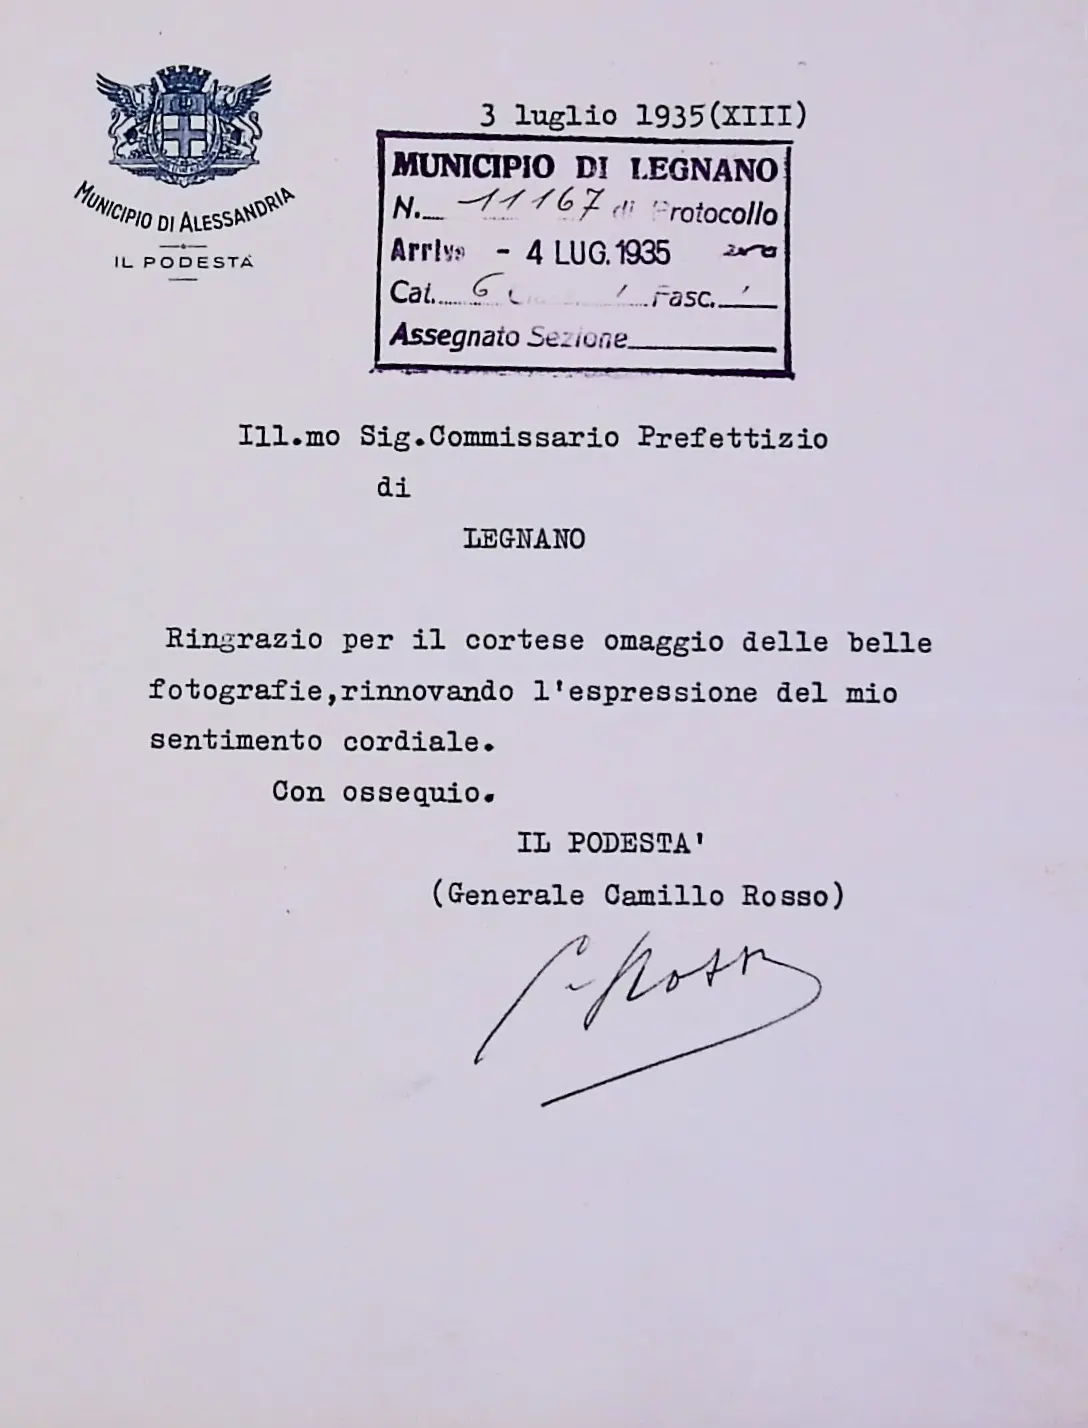 MUNICIPIO DI ALESSANDRIA
IL PODESTÀ
3 luglio 1935(XIII)
MUNICIPIO DI LEGNANO
N. 11167 di Protocollo
Arrivo - 4 LUG. 1935
Cat. 6 Fasc.
Assegnato Sezione
Ill.mo Sig.Commissario Prefettizio
di
LEGNANO
Ringrazio per il cortese omaggio delle belle
fotografie,rinnovando l'espressione del mio
sentimento cordiale.
Con ossequio.
IL PODESTA'
(Generale Camillo Rosso)
C. Rosso